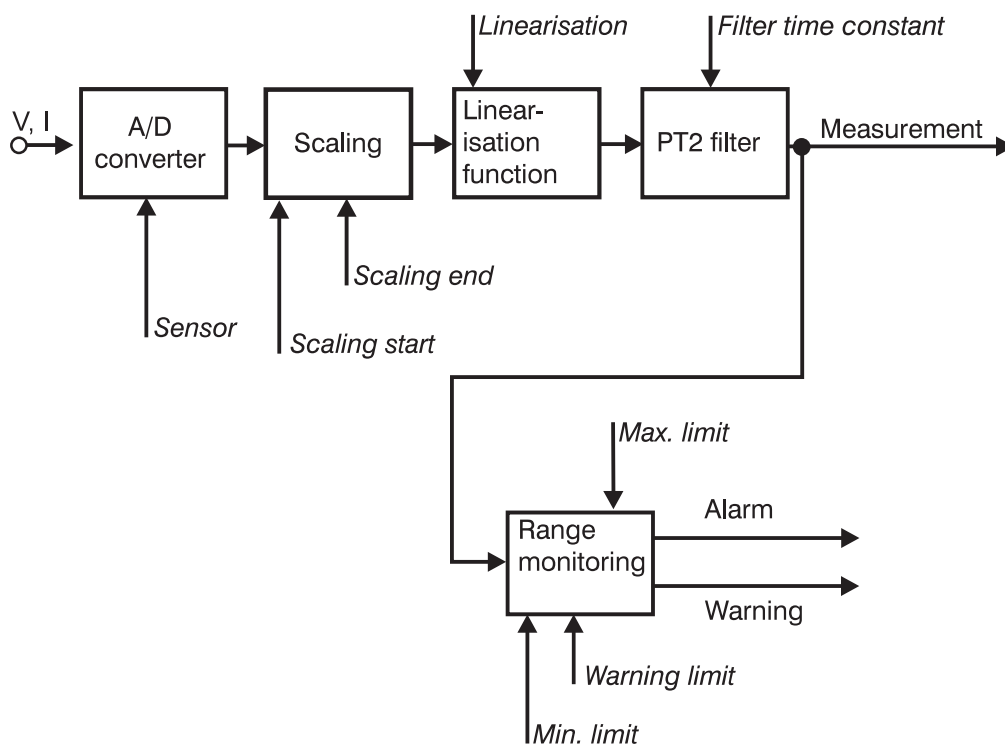 Linearisation
Filter time constant
V, I
A/D
converter
Scaling
Linear-
isation
function
PT2 filter
Measurement
Scaling end
Sensor
Scaling start
Max. limit
Range
monitoring
Alarm
Warning
Warning limit
Min. limit